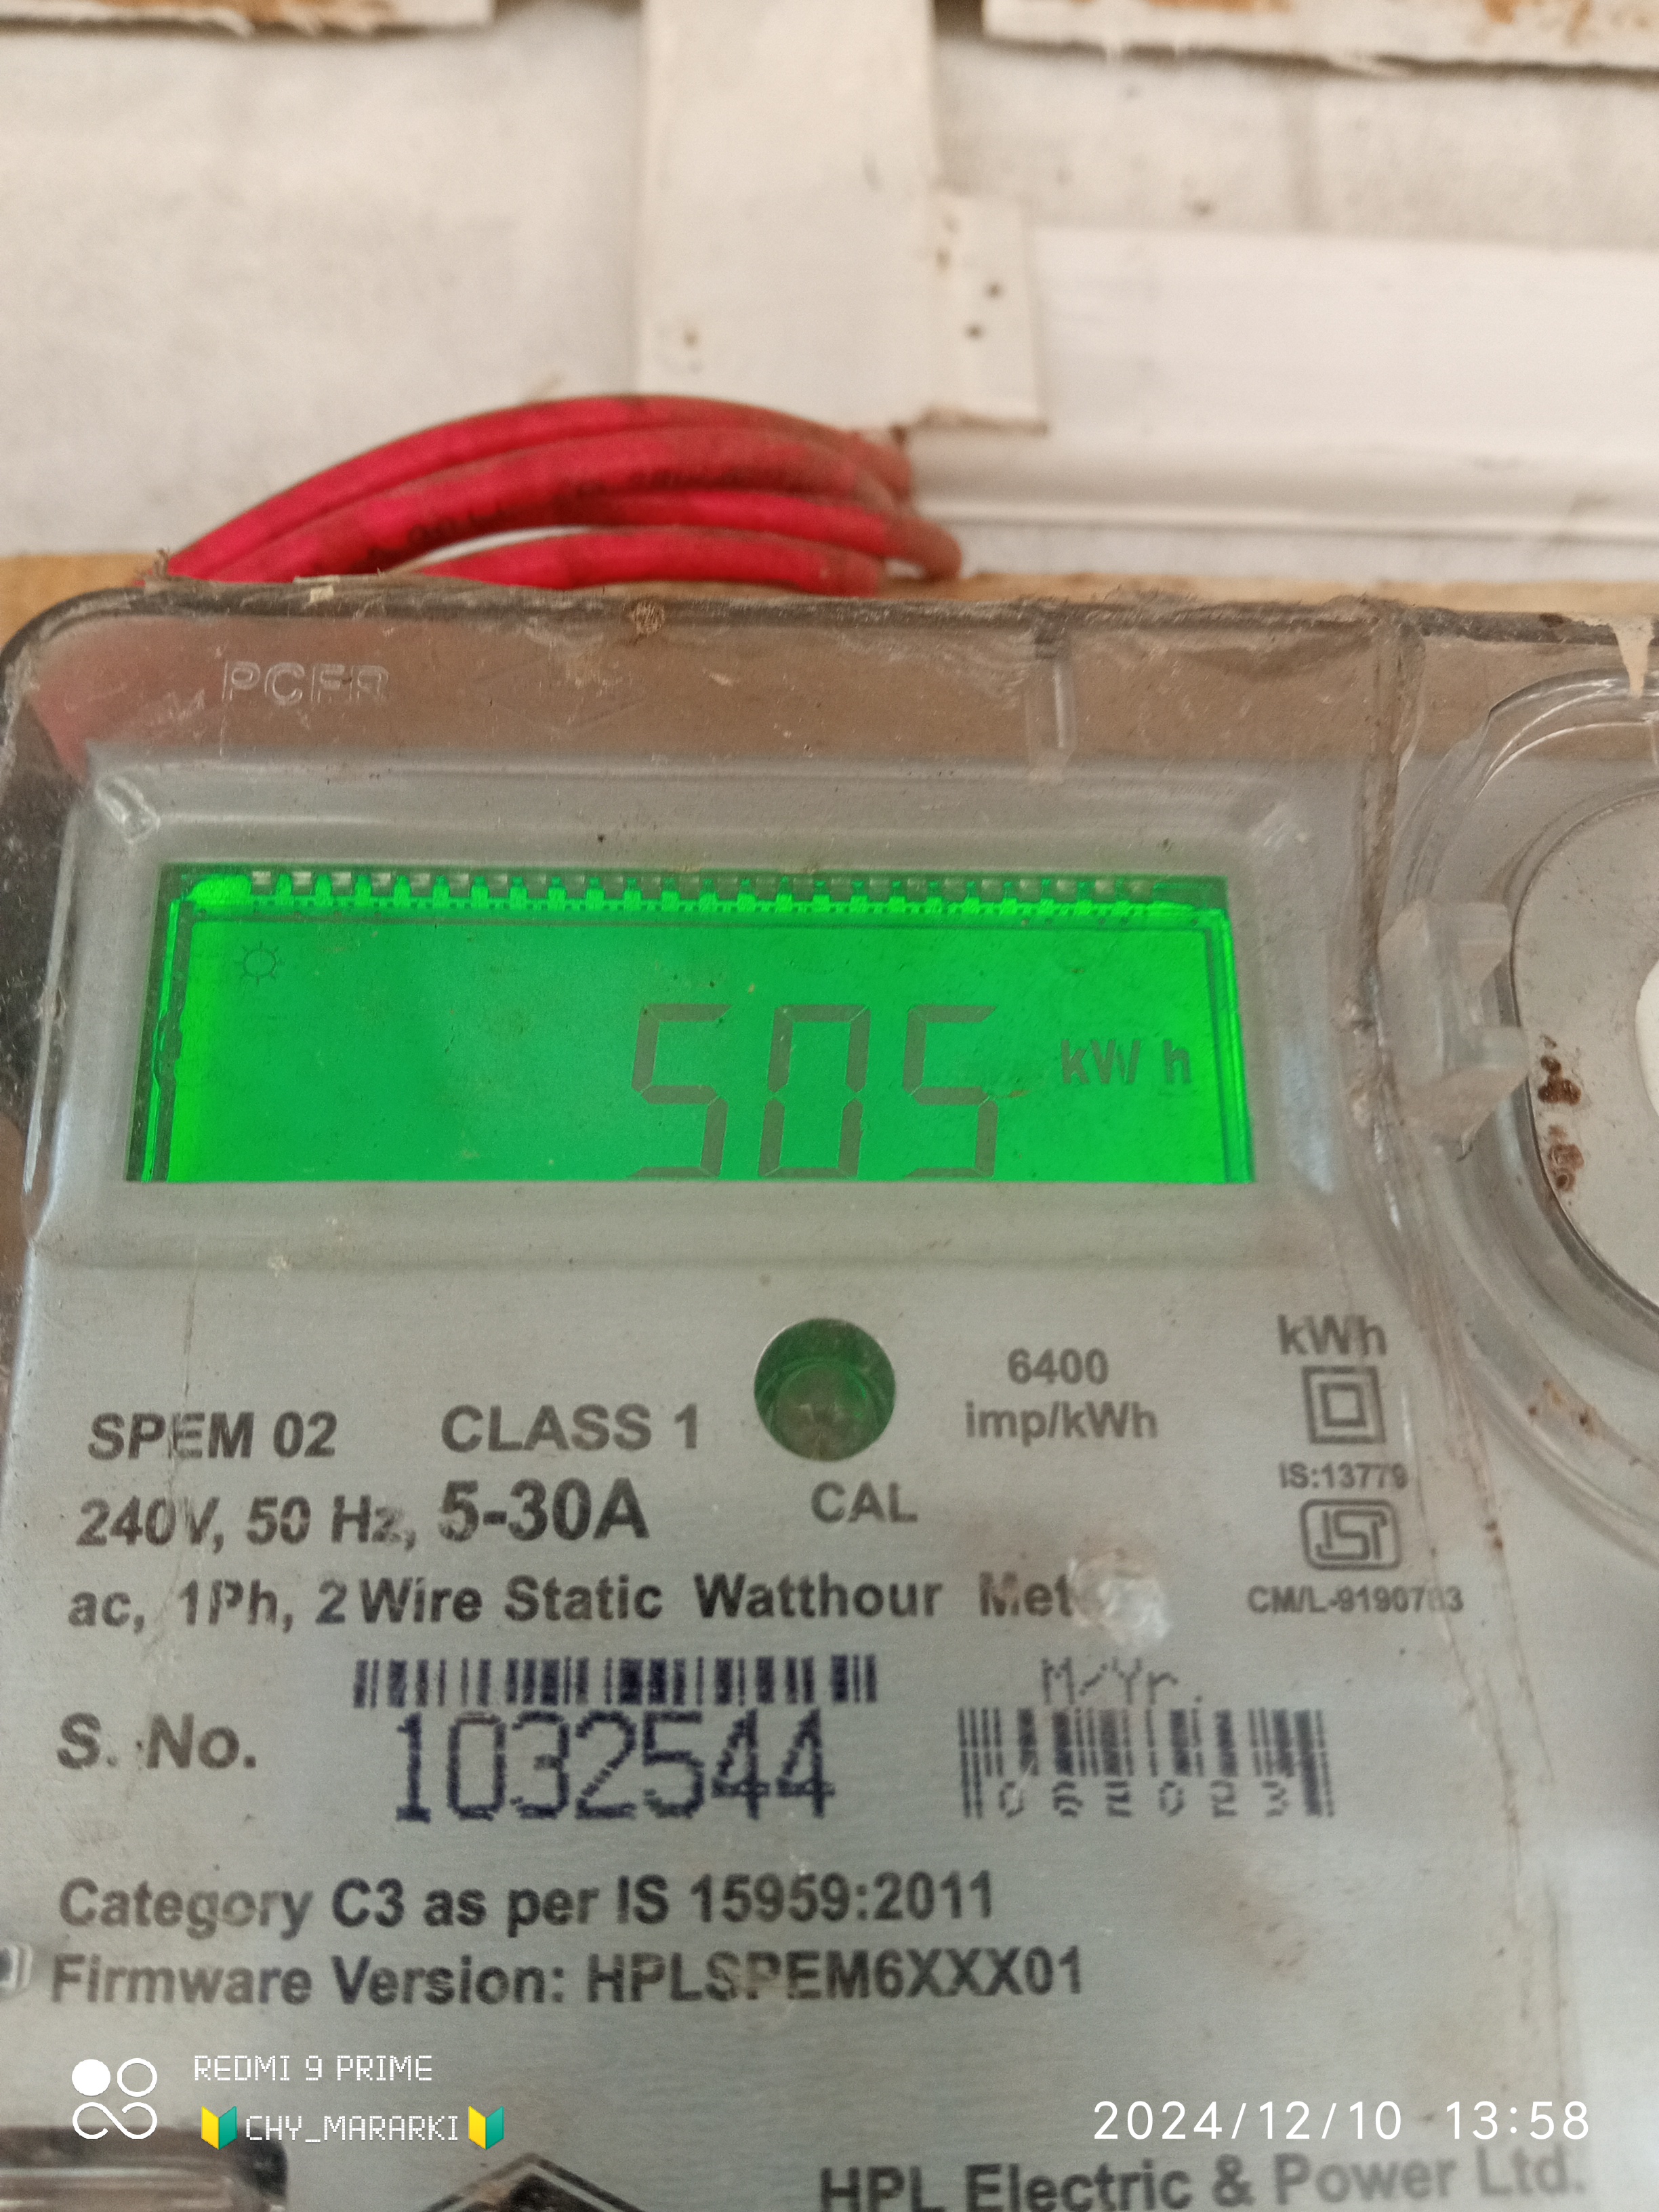 PCFR
505 kWh
6400
imp/kWh
kWh
SPEM 02 CLASS 1
CAL
IS:13779
240V, 50 Hz, 5-30A
ISI
ac, 1Ph, 2 Wire Static Watthour
M/Yr.
S. No. 1032544
Category C3 as per IS 15959:2011
Firmware Version: HPLSPEM6XXX01
REDMI 9 PRIME
CHY_MARARKI
2024/12/10 13:58
HPL Electric & Power Ltd.